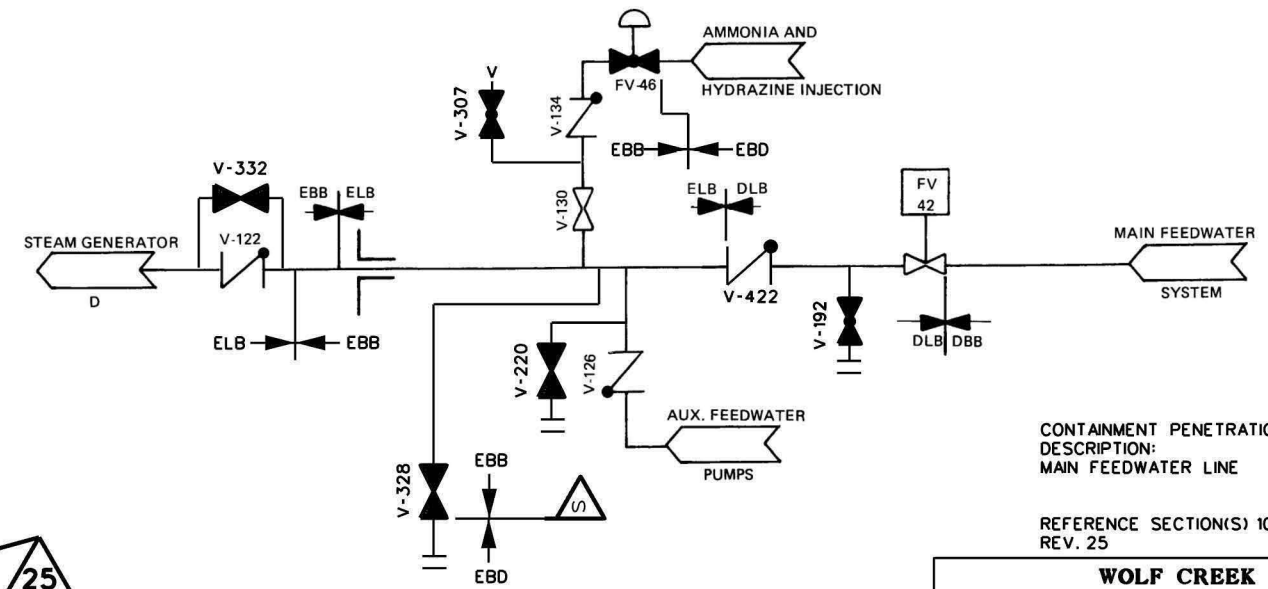 AMMONIA AND
HYDRAZINE INJECTION
FV-46
V
V-307
V-134
EBB EBD
V-332
EBB ELB
V-130
ELB DLB
FV
42
STEAM GENERATOR
D
V-122
MAIN FEEDWATER
SYSTEM
V-422
V-192
ELB EBB
DLB DBB
V-220
V-126
AUX. FEEDWATER
PUMPS
V-328
EBB
S
EBD
CONTAINMENT
DESCRIPTION:
MAIN FEEDWATER LINE
REFERENCE SECTION(S)
REV. 25
25
WOLF CREEK